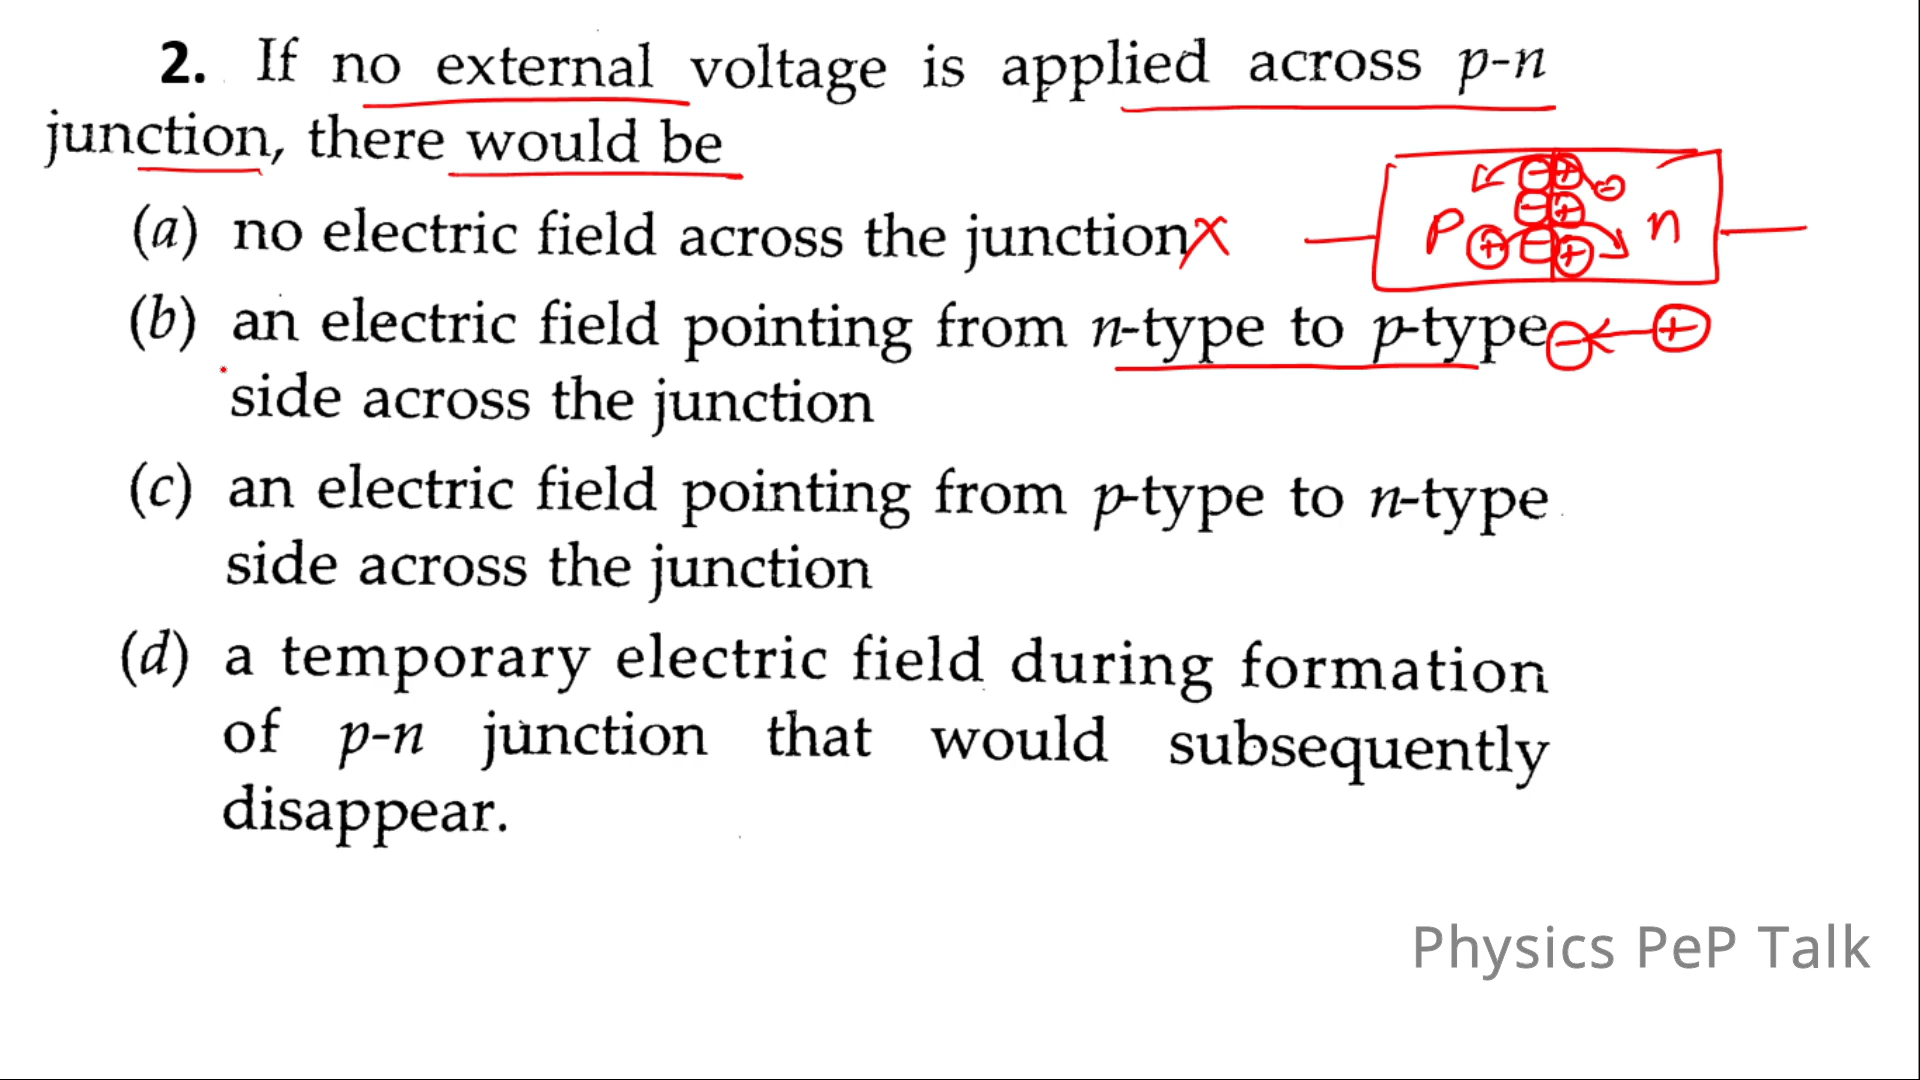 2. If no external voltage is applied across p-n
junction, there would be
(a) no electric field across the junction ×
(b) an electric field pointing from n-type to p-type
side across the junction
(c) an electric field pointing from p-type to n-type
side across the junction
(d) a temporary electric field during formation
of p-n junction that would subsequently
disappear.
- + -
- +
P + - + n
- ← +
Physics PeP Talk